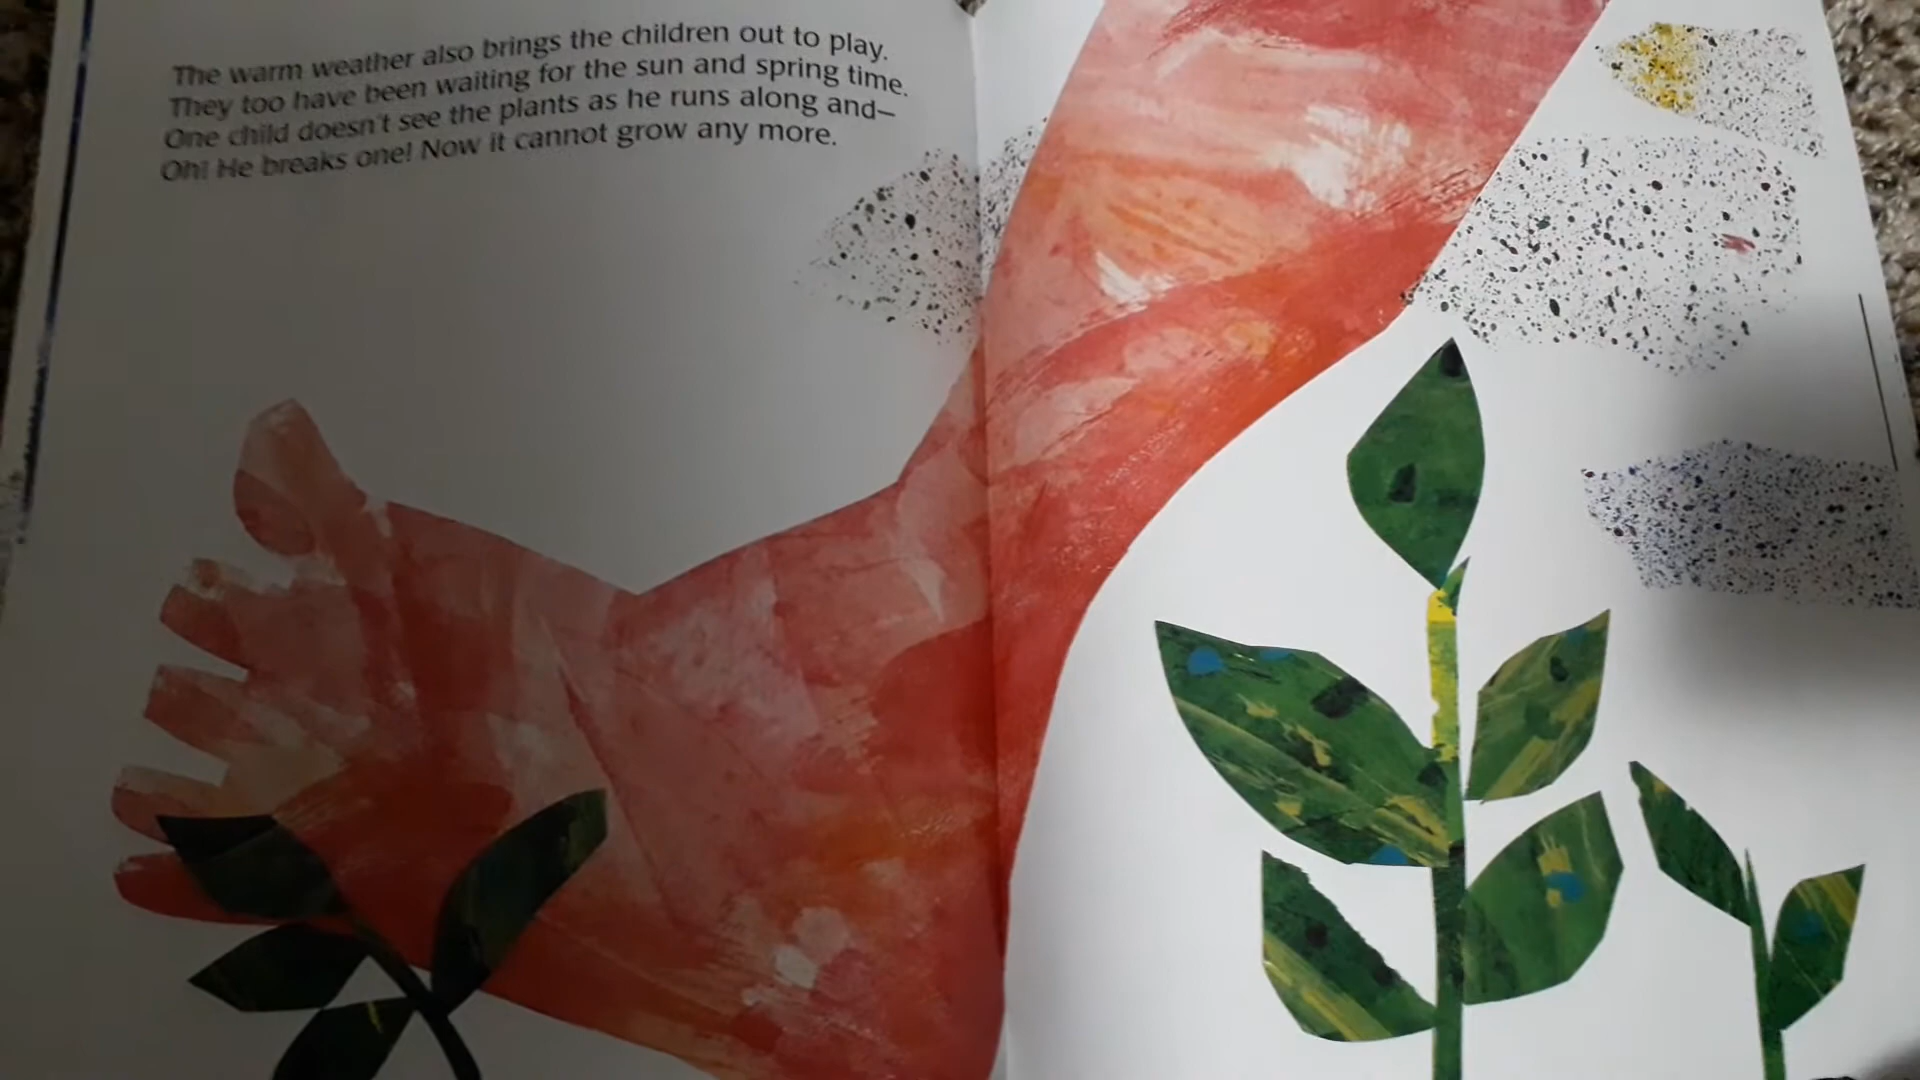 The warm weather also brings the children out to play.
They too have been waiting for the sun and spring time.
One child doesn't see the plants as he runs along and—
Oh! He breaks one! Now it cannot grow any more.